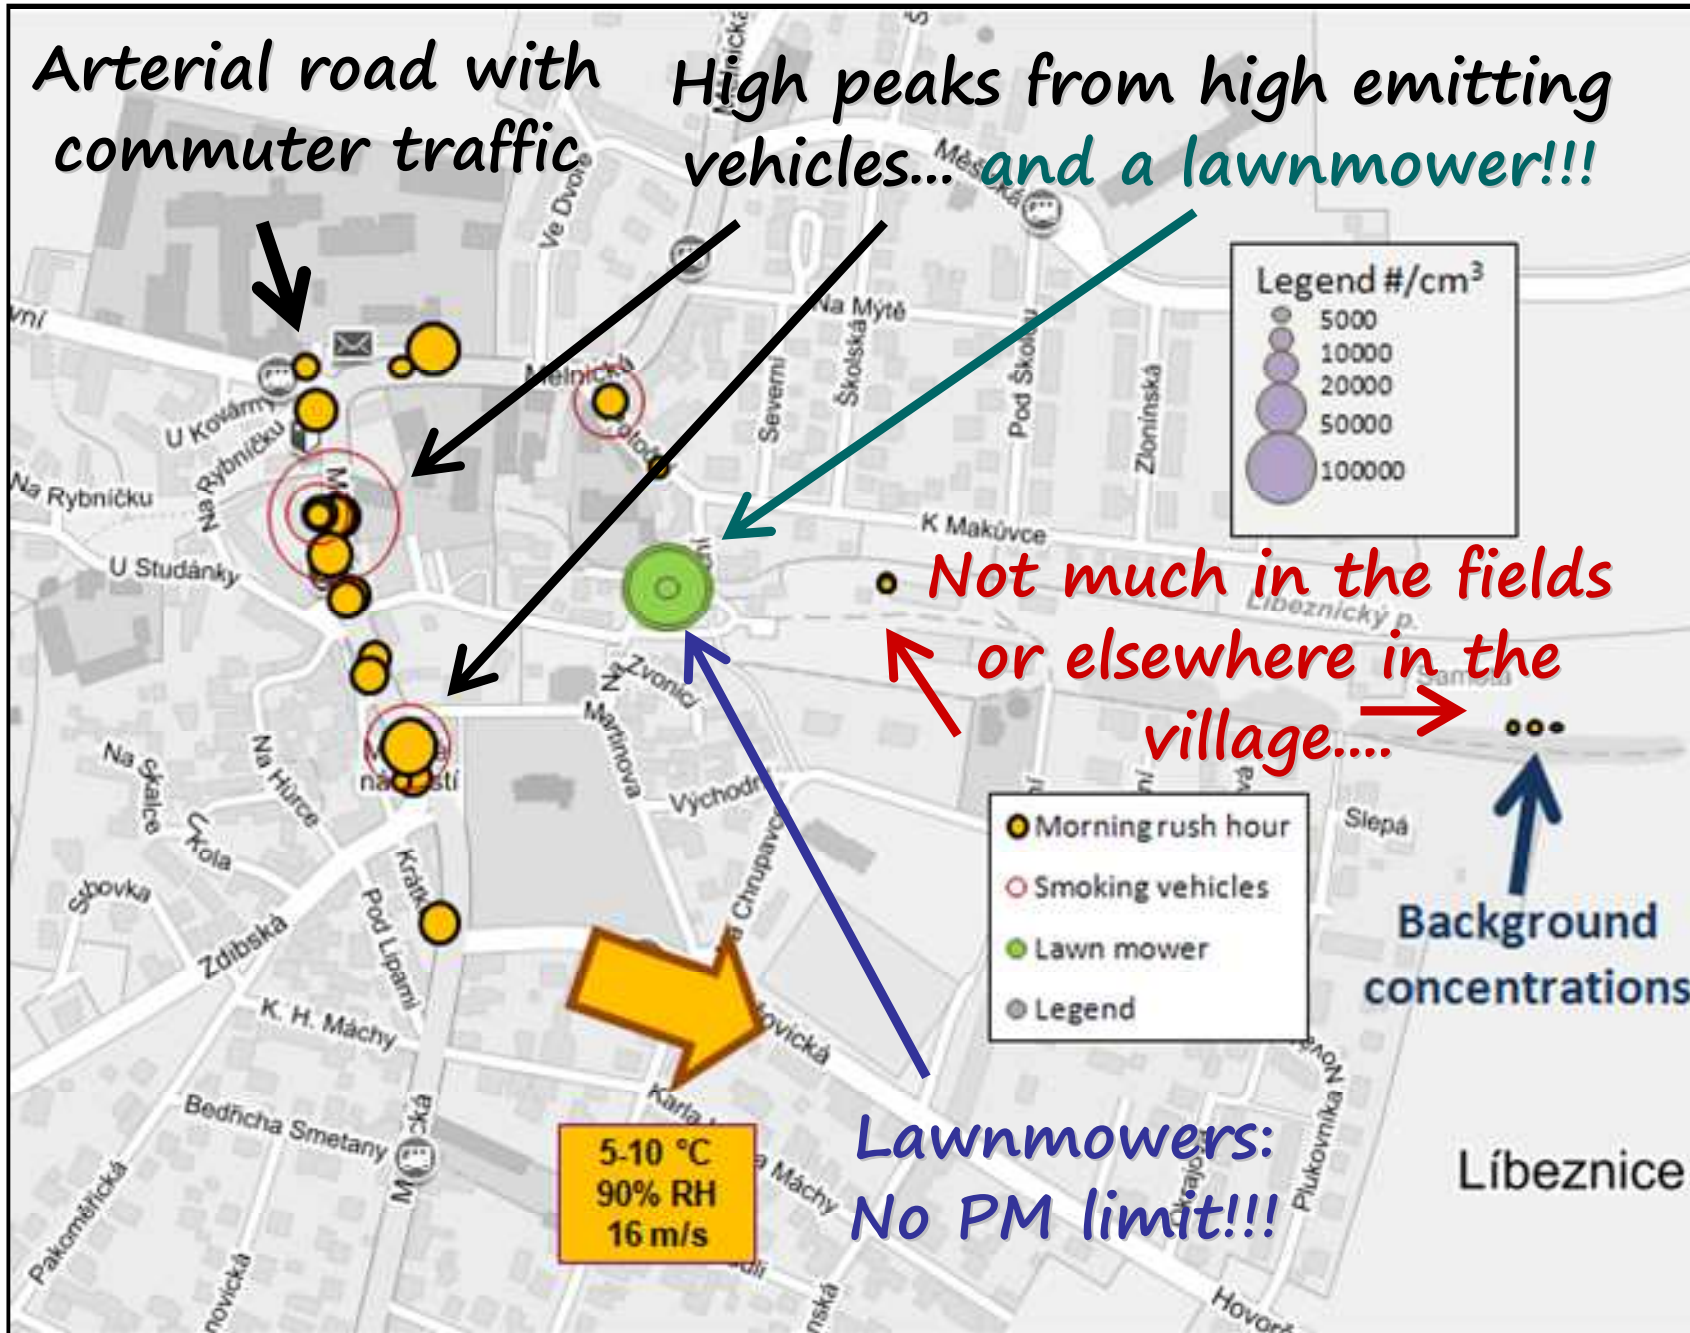 Arterial road with
commuter traffic
High peaks from high emitting
vehicles... and a lawnmower!!!
Legend #/cm³
5000
10000
20000
50000
100000
Ve Dvoře
Na Mýtě
Školská
Severní
Pod Školou
Zlonínská
U Kovárny
Na Rybníčku
Na Rybníčku
U Studánky
K Makůvce
Not much in the fields
or elsewhere in the
village....
Líbeznický p.
Zvonici
Martinova
Východní
Na Skalce
Na Hůrce
Kola
Zdibská
Pod Lipami
Slepá
Morning rush hour
Smoking vehicles
Lawn mower
Legend
Background
concentrations
K. H. Máchy
Bedřicha Smetany
Pakoměřická
5-10 °C
90% RH
16 m/s
Lawnmowers:
No PM limit!!!
Plukovníka
Líbeznice